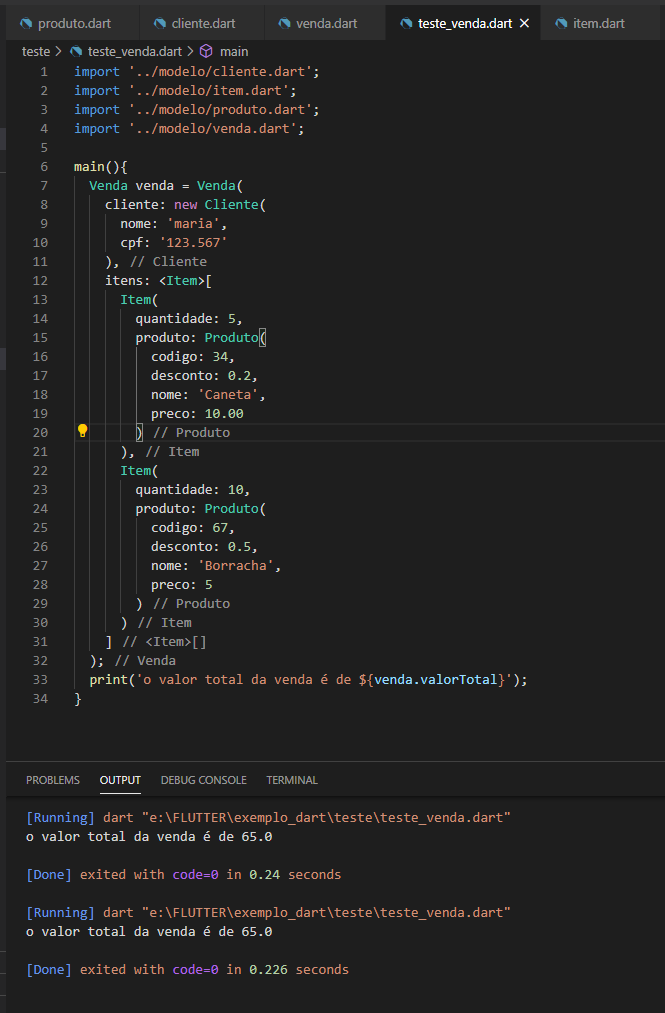 produto.dart cliente.dart venda.dart teste_venda.dart × item.dart
teste > teste_venda.dart > main
1 import '../modelo/cliente.dart';
2 import '../modelo/item.dart';
3 import '../modelo/produto.dart';
4 import '../modelo/venda.dart';
5
6 main(){
7   Venda venda = Venda(
8     cliente: new Cliente(
9       nome: 'maria',
10       cpf: '123.567'
11     ), // Cliente
12     itens: <Item>[
13       Item(
14         quantidade: 5,
15         produto: Produto(
16           codigo: 34,
17           desconto: 0.2,
18           nome: 'Caneta',
19           preco: 10.00
20         ) // Produto
21       ), // Item
22       Item(
23         quantidade: 10,
24         produto: Produto(
25           codigo: 67,
26           desconto: 0.5,
27           nome: 'Borracha',
28           preco: 5
29         ) // Produto
30       ) // Item
31     ] // <Item>[]
32   ); // Venda
33   print('o valor total da venda é de ${venda.valorTotal}');
34 }
PROBLEMS OUTPUT DEBUG CONSOLE TERMINAL
[Running] dart "e:\FLUTTER\exemplo_dart\teste\teste_venda.dart"
o valor total da venda é de 65.0
[Done] exited with code=0 in 0.24 seconds
[Running] dart "e:\FLUTTER\exemplo_dart\teste\teste_venda.dart"
o valor total da venda é de 65.0
[Done] exited with code=0 in 0.226 seconds